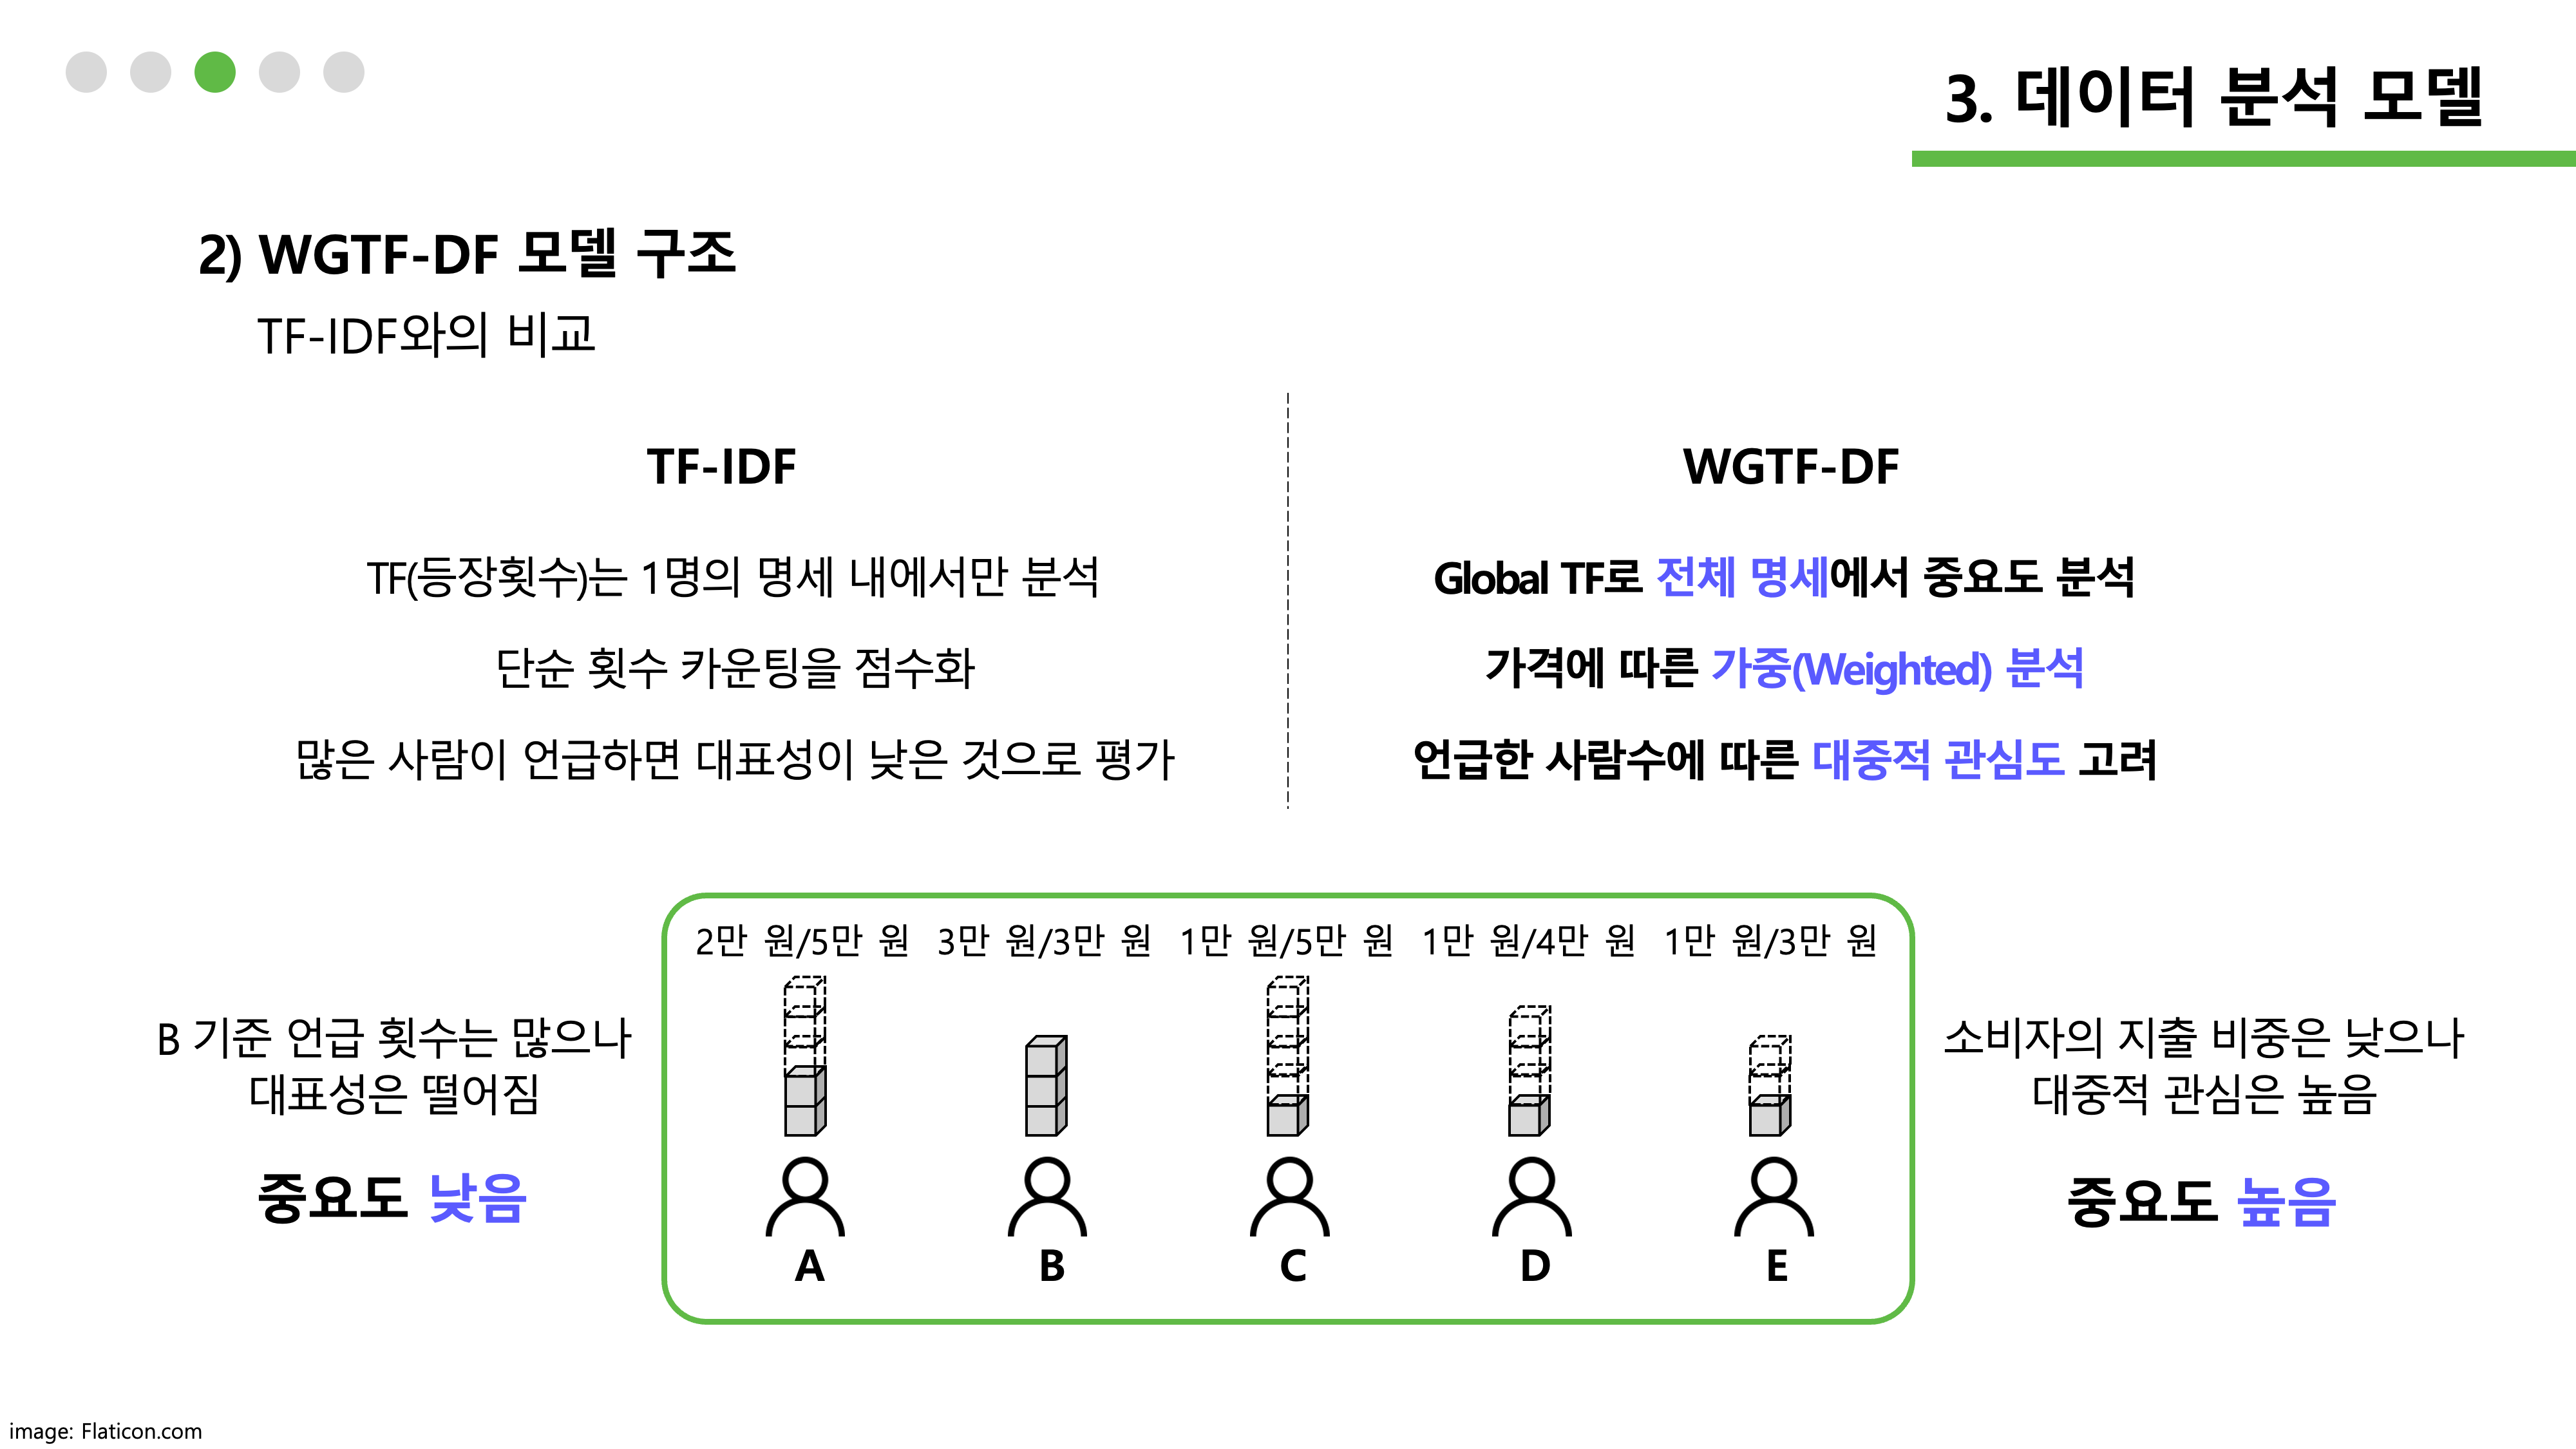 3. 데이터 분석 모델
2) WGTF-DF 모델 구조
TF-IDF와의 비교
TF-IDF
TF(등장횟수)는 1명의 명세 내에서만 분석
단순 횟수 카운팅을 점수화
많은 사람이 언급하면 대표성이 낮은 것으로 평가
WGTF-DF
Global TF로 전체 명세에서 중요도 분석
가격에 따른 가중(Weighted) 분석
언급한 사람수에 따른 대중적 관심도 고려
B 기준 언급 횟수는 많으나
대표성은 떨어짐
중요도 낮음
2만 원/5만 원 3만 원/3만 원 1만 원/5만 원 1만 원/4만 원 1만 원/3만 원
A B C D E
소비자의 지출 비중은 낮으나
대중적 관심은 높음
중요도 높음
image: Flaticon.com